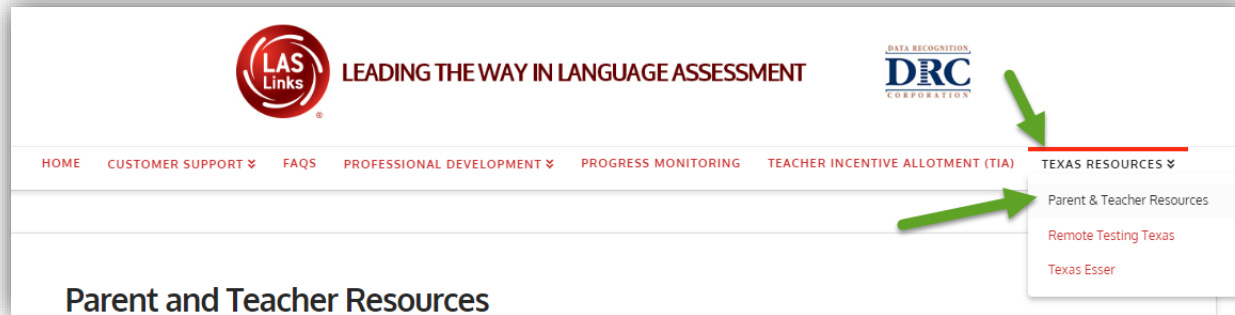 LAS
Links
®
LEADING THE WAY IN LANGUAGE ASSESSMENT
DATA RECOGNITION
DRC
CORPORATION
HOME CUSTOMER SUPPORT FAQS PROFESSIONAL DEVELOPMENT PROGRESS MONITORING TEACHER INCENTIVE ALLOTMENT (TIA) TEXAS RESOURCES
Parent & Teacher Resources
Remote Testing Texas
Texas Esser
Parent and Teacher Resources